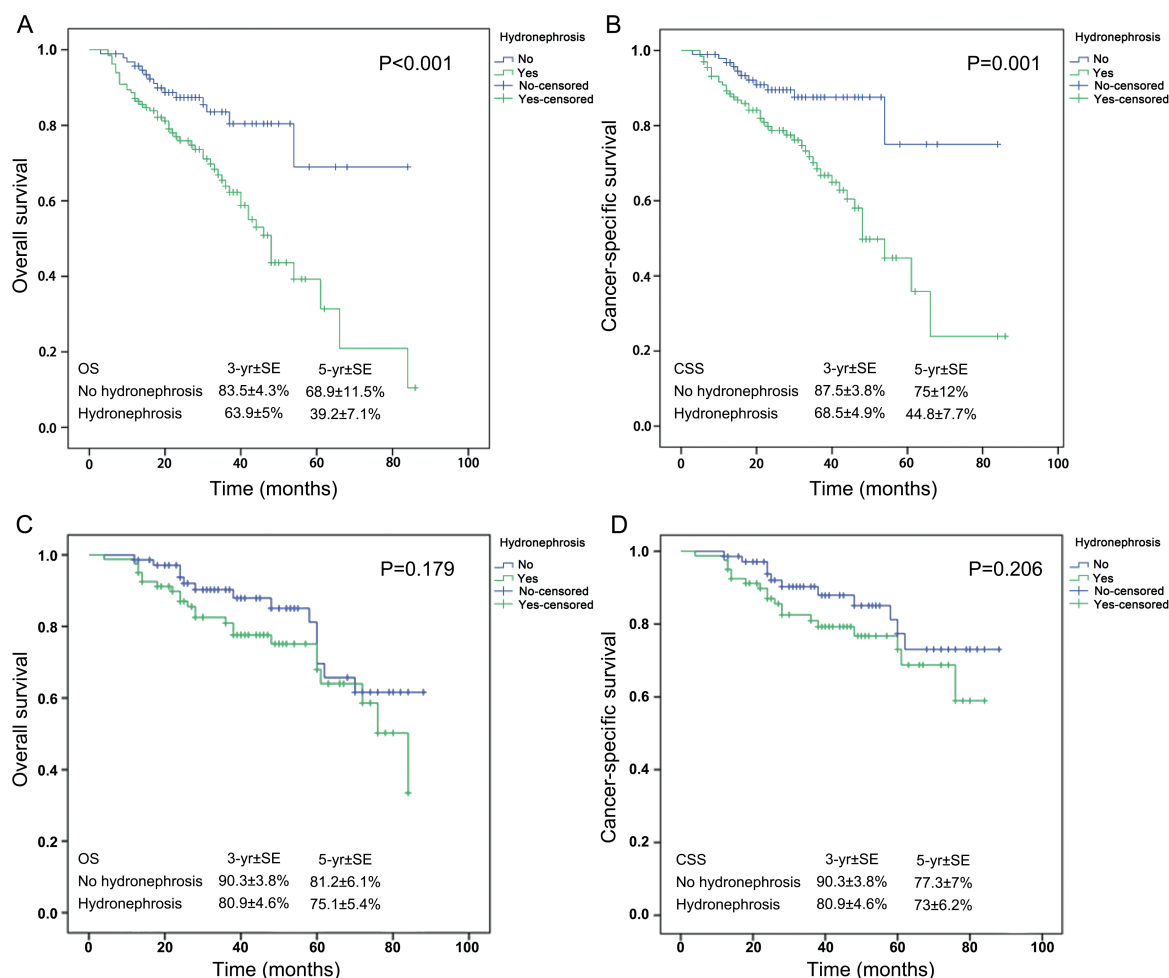 A
Hydronephrosis
No
Yes
No-censored
Yes-censored
P<0.001
Overall survival
1.0
0.8
0.6
0.4
0.2
0.0
OS 3-yr±SE 5-yr±SE
No hydronephrosis 83.5±4.3% 68.9±11.5%
Hydronephrosis 63.9±5% 39.2±7.1%
0 20 40 60 80 100
Time (months)
B
Hydronephrosis
No
Yes
No-censored
Yes-censored
P=0.001
Cancer-specific survival
1.0
0.8
0.6
0.4
0.2
0.0
CSS 3-yr±SE 5-yr±SE
No hydronephrosis 87.5±3.8% 75±12%
Hydronephrosis 68.5±4.9% 44.8±7.7%
0 20 40 60 80 100
Time (months)
C
Hydronephrosis
No
Yes
No-censored
Yes-censored
P=0.179
Overall survival
1.0
0.8
0.6
0.4
0.2
0.0
OS 3-yr±SE 5-yr±SE
No hydronephrosis 90.3±3.8% 81.2±6.1%
Hydronephrosis 80.9±4.6% 75.1±5.4%
0 20 40 60 80 100
Time (months)
D
Hydronephrosis
No
Yes
No-censored
Yes-censored
P=0.206
Cancer-specific survival
1.0
0.8
0.6
0.4
0.2
0.0
CSS 3-yr±SE 5-yr±SE
No hydronephrosis 90.3±3.8% 77.3±7%
Hydronephrosis 80.9±4.6% 73±6.2%
0 20 40 60 80 100
Time (months)